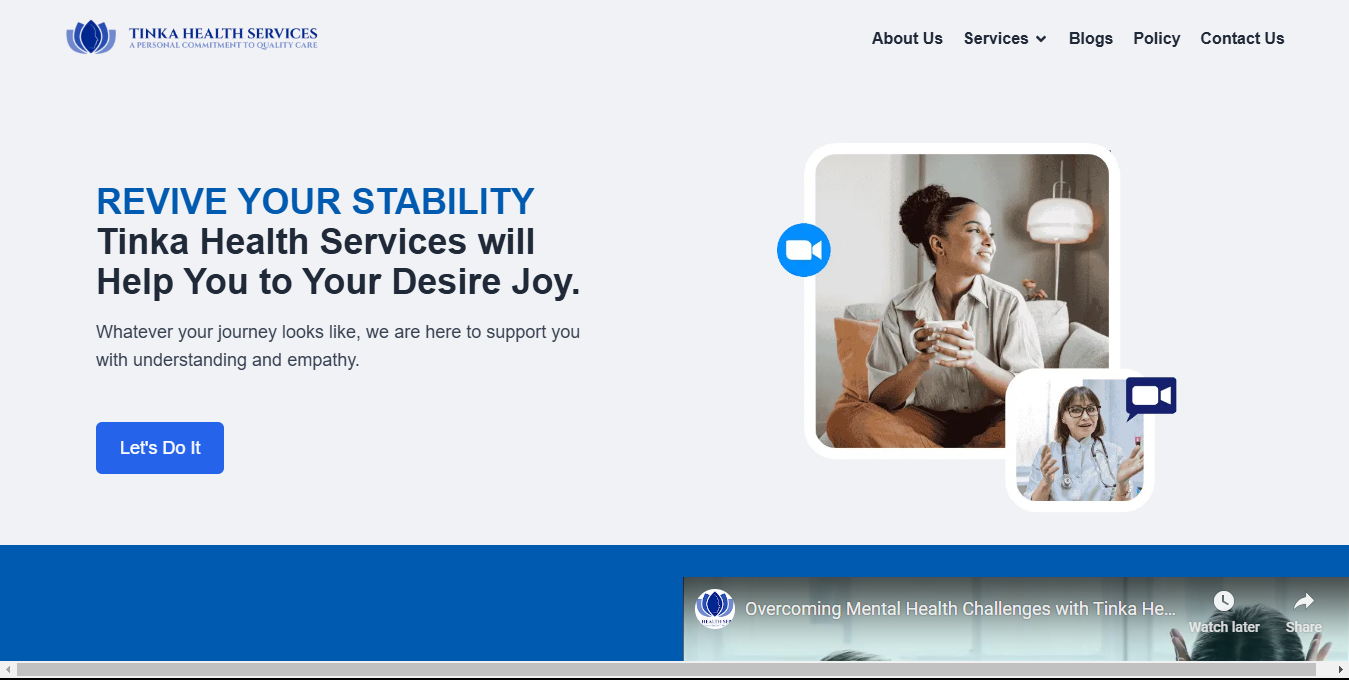 TINKA HEALTH SERVICES
A PERSONAL COMMITMENT TO QUALITY CARE
About Us Services Blogs Policy Contact Us
REVIVE YOUR STABILITY
Tinka Health Services will
Help You to Your Desire Joy.
Whatever your journey looks like, we are here to support you
with understanding and empathy.
Let's Do It
Overcoming Mental Health Challenges with Tinka He...
Watch later
Share